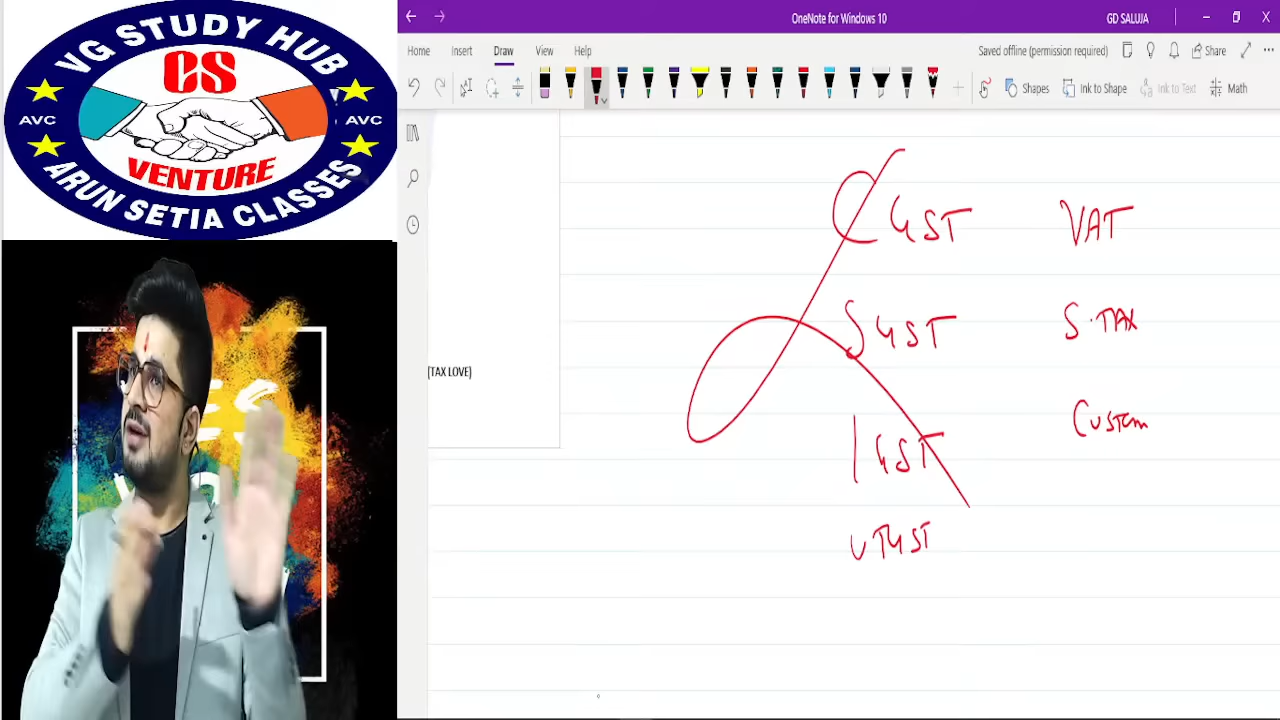 VG STUDY HUB
CS
AVC
AVC
VENTURE
ARUN SETIA CLASSES
OneNote for Windows 10
GD SALUJA
Home Insert Draw View Help
Saved offline (permission required)
Share
Shapes
Ink to Shape
Ink to Text
Math
(TAX LOVE)
CGST VAT
SGST S.TAX
IGST Custom
UTGST